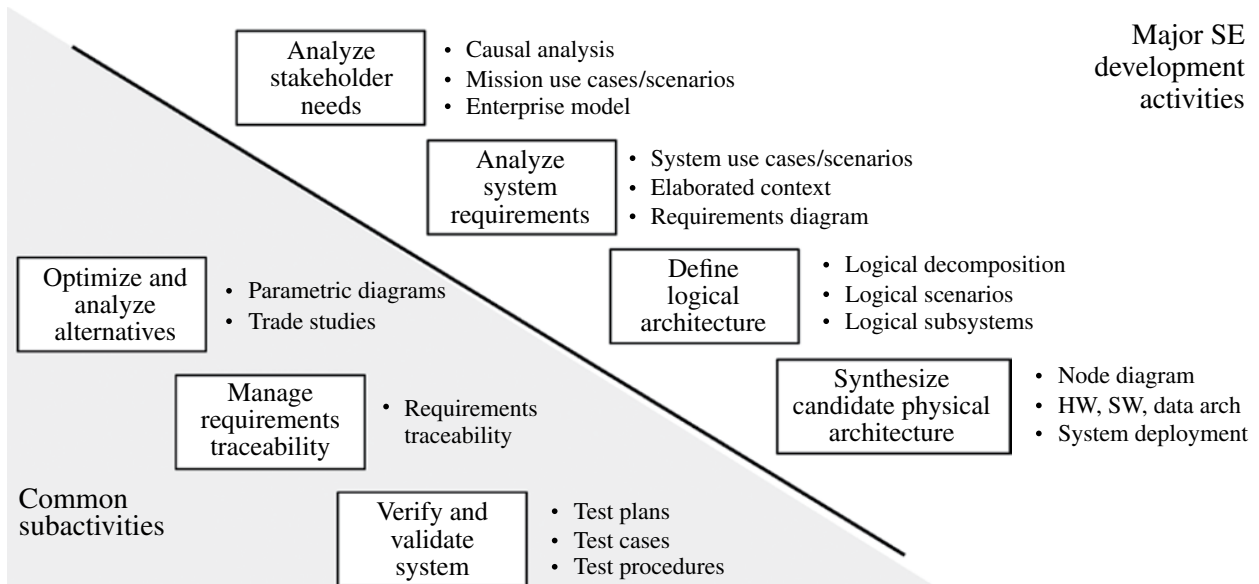 Analyze
stakeholder
needs
• Causal analysis
• Mission use cases/scenarios
• Enterprise model
Major SE
development
activities
Analyze
system
requirements
• System use cases/scenarios
• Elaborated context
• Requirements diagram
Optimize and
analyze
alternatives
• Parametric diagrams
• Trade studies
Define
logical
architecture
• Logical decomposition
• Logical scenarios
• Logical subsystems
Manage
requirements
traceability
• Requirements
traceability
Synthesize
candidate physical
architecture
• Node diagram
• HW, SW, data arch
• System deployment
Common
subactivities
Verify and
validate
system
• Test plans
• Test cases
• Test procedures